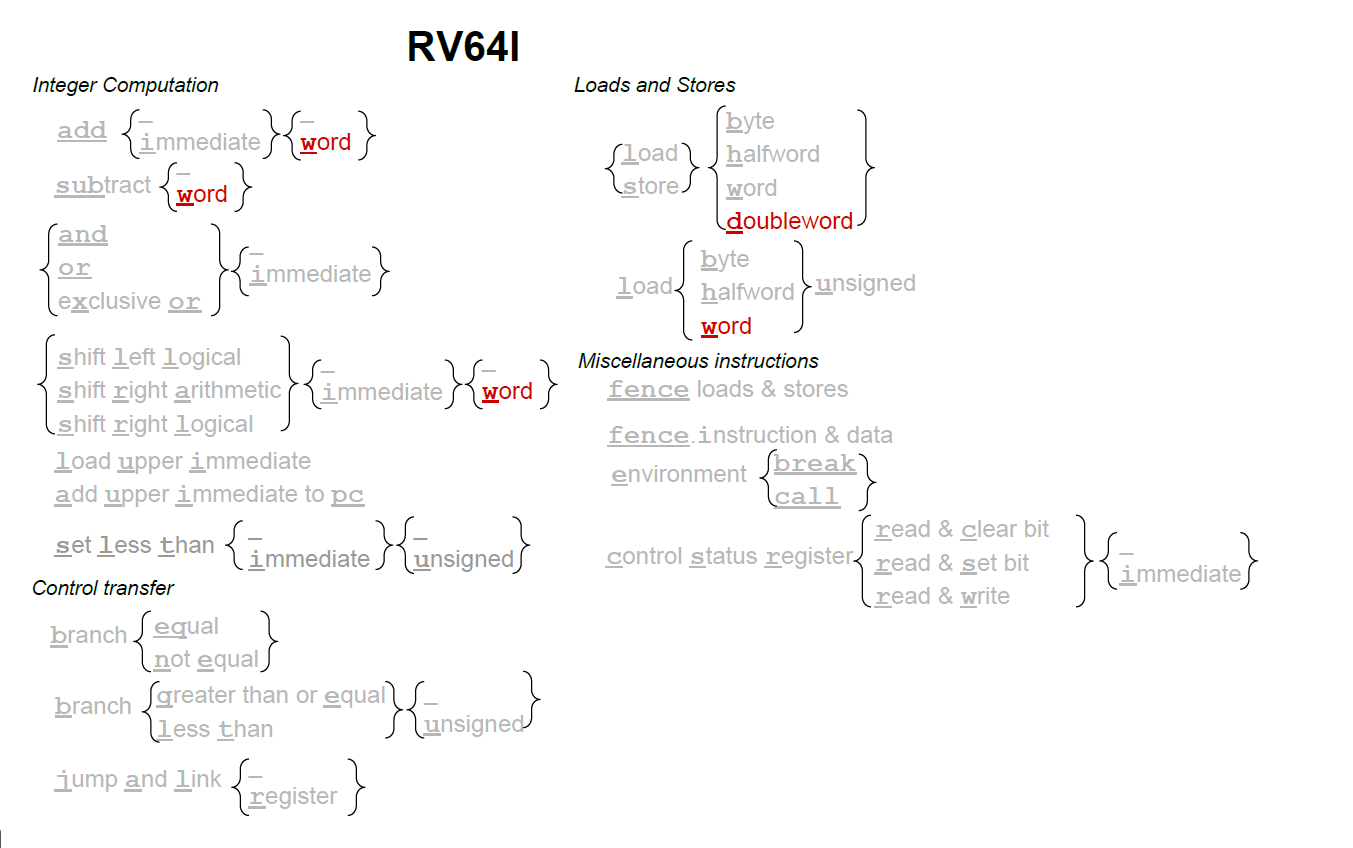 RV64I
Integer Computation
add { _ immediate } { _ word }
subtract { _ word }
{ and or exclusive or } { _ immediate }
{ shift left logical
shift right arithmetic
shift right logical } { _ immediate } { _ word }
load upper immediate
add upper immediate to pc
set less than { _ immediate } { _ unsigned }
Control transfer
branch { equal
not equal }
branch { greater than or equal
less than } { _ unsigned }
jump and link { _ register }
Loads and Stores
{ load
store } { byte
halfword
word
doubleword }
load { byte
halfword
word } unsigned
Miscellaneous instructions
fence loads & stores
fence.instruction & data
environment { break
call }
control status register { read & clear bit
read & set bit
read & write } { _ immediate }